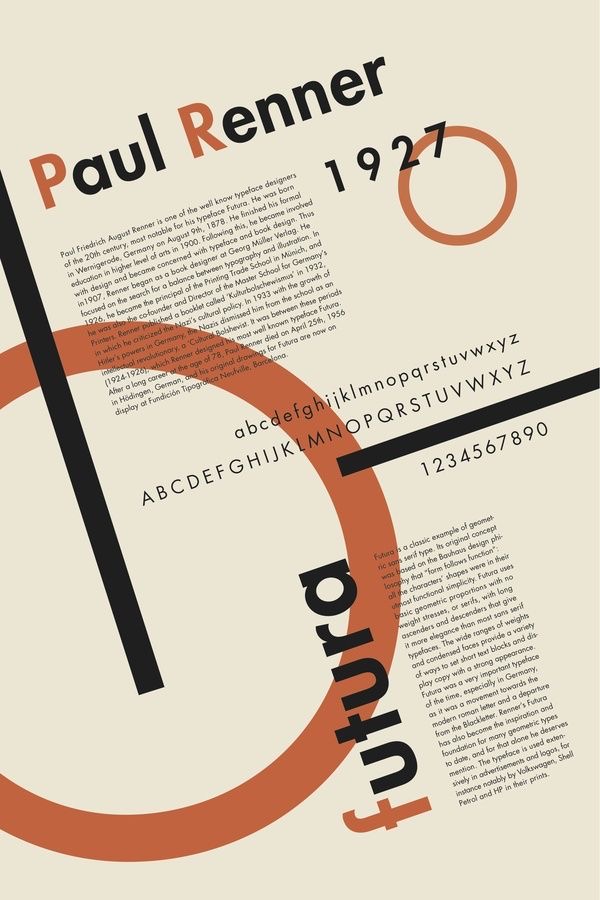 Paul Renner
1927
Paul Friedrich August Renner is one of the well know typeface designers
of the 20th century, most notable for his typeface Futura. He was born
in Wernigerode, Germany on August 9th, 1878. He finished his formal
education in higher level of arts in 1900. Following this, he became involved
with design and became concerned with typeface and book design. Thus
in1907, Renner began as a book designer at Georg Müller Verlag. He
focused on the search for a balance between typography and illustration. In
1926, he became the principal of the Printing Trade School in Münich, and
he was also the cofounder and Director of the Master School for Germany's
Printers. Renner published a booklet called 'Kulturbolschewismus' in 1932,
in which he criticized the Nazi's cultural policy. In 1933 with the growth of
Hitler's powers in Germany, the Nazis dismissed him from the school as an
intellectual revolutionary, a 'Cultural Bolshevist. It was between these periods
(1924-1926), which Renner designed his most well known typeface Futura.
After a long career at the age of 78, Paul Renner died on April 25th, 1956
in Hödingen, German, and his original drawings for Futura are now on
display at Fundición Tipográfica Neufville, Barcelona.
abcdefghijklmnopqrstuvwxyz
ABCDEFGHIJKLMNOPQRSTUVWXYZ
1234567890
futura
Futura is a classic example of geomet-
ric sans serif type. Its original concept
was based on the Bauhaus design phi-
losophy that "form follows function";
all the characters' shapes were in their
utmost functional simplicity. Futura uses
basic geometric proportions with no
weight stresses, or serifs, with long
ascenders and descenders that give
it more elegance than most sans serif
typefaces. The wide ranges of weights
and condensed faces provide a variety
of ways to set short text blocks and dis-
play copy with a strong appearance.
Futura was a very important typeface
of the time, especially in Germany,
as it was a movement towards the
modern roman letter and a departure
from the Blackletter. Renner's Futura
has also become the inspiration and
foundation for many geometric types
to date, and for that alone he deserves
mention. The typeface is used exten-
sively in advertisements and logos, for
instance notably by Volkswagen, Shell
Petrol and HP in their prints.